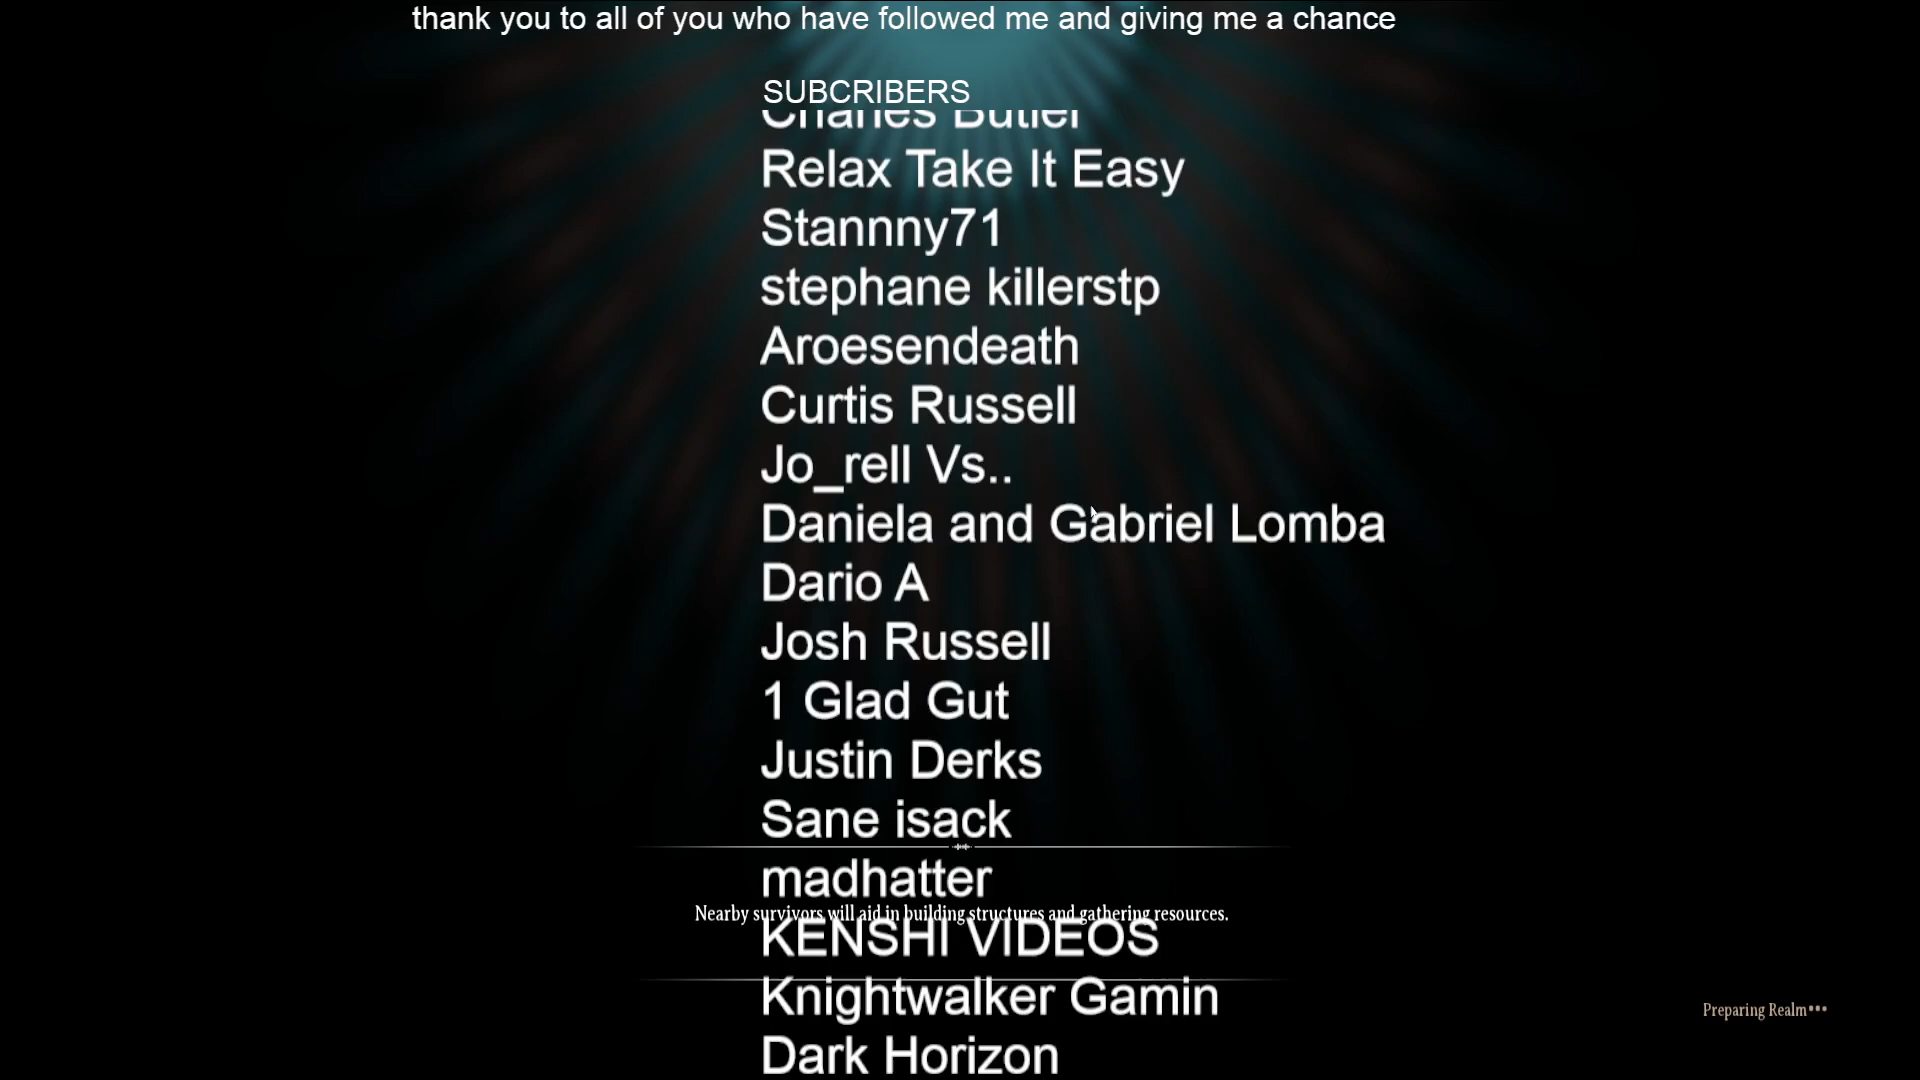 thank you to all of you who have followed me and giving me a chance
SUBCRIBERS
Charles Butler
Relax Take It Easy
Stannny71
stephane killerstp
Aroesendeath
Curtis Russell
Jo_rell Vs..
Daniela and Gabriel Lomba
Dario A
Josh Russell
1 Glad Gut
Justin Derks
Sane isack
madhatter
Nearby survivors will aid in building structures and gathering resources.
KENSHI VIDEOS
Knightwalker Gamin
Preparing Realm•••
Dark Horizon